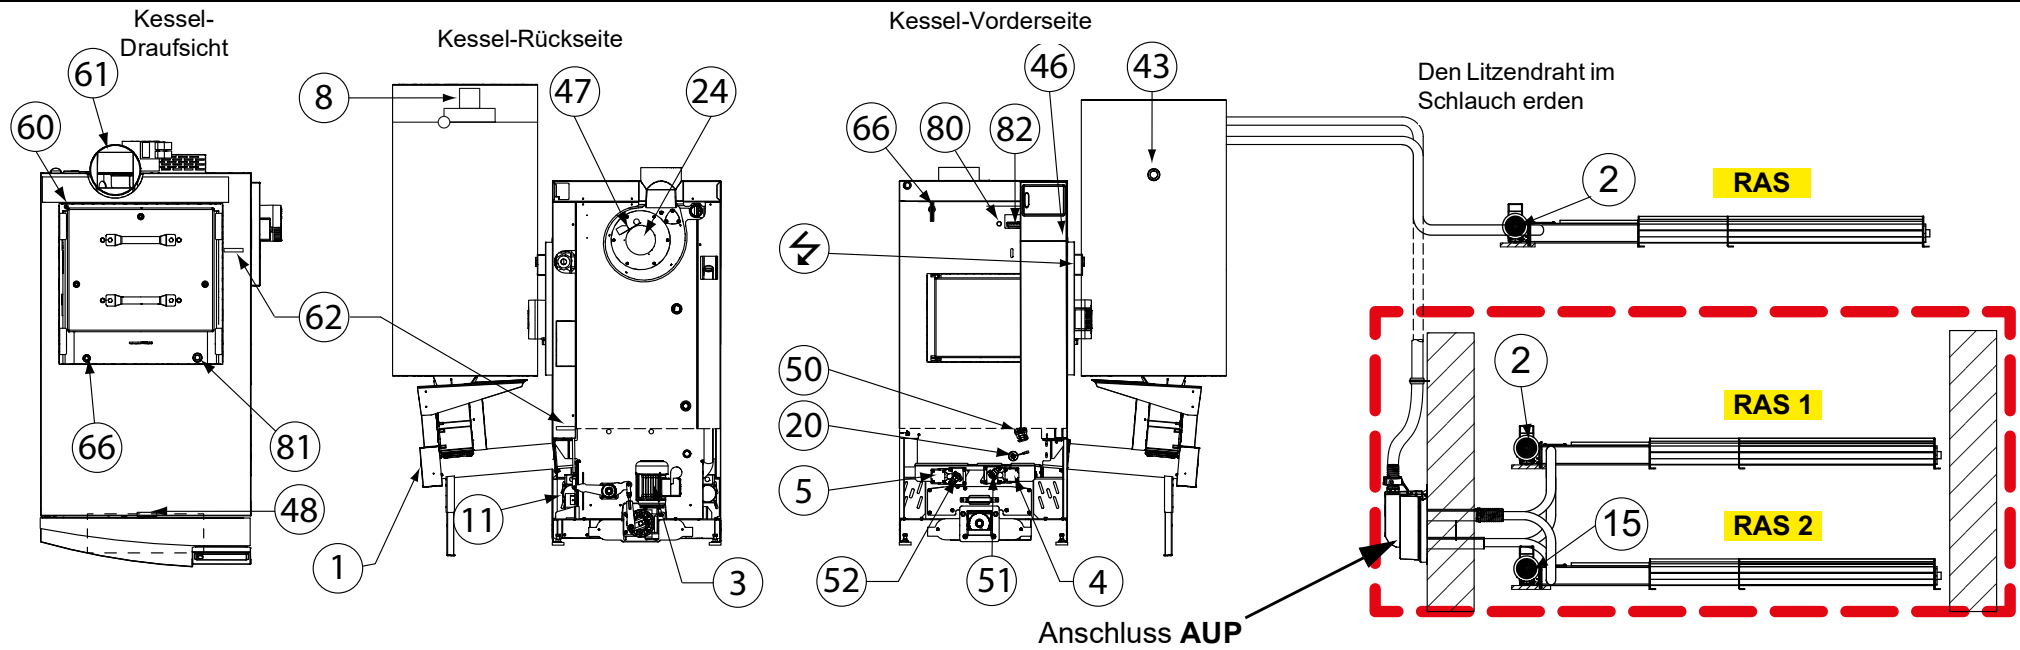 Kessel-
Draufsicht
Kessel-Rückseite
Kessel-Vorderseite
Den Litzendraht im
Schlauch erden
61
60
8
47
24
46
43
66
80
82
2
RAS
62
50
20
5
2
RAS 1
66
81
48
1
11
3
52
51
4
15
RAS 2
Anschluss AUP